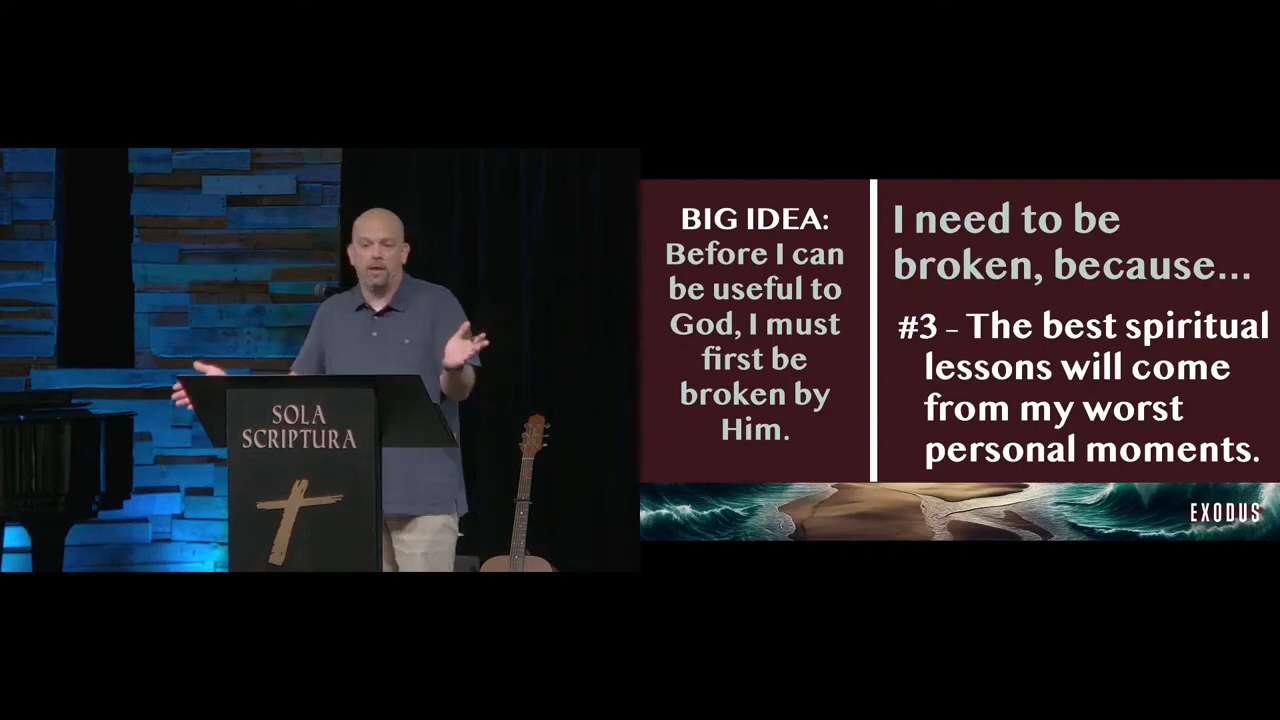 SOLA
SCRIPTURA
BIG IDEA:
Before I can
be useful to
God, I must
first be
broken by
Him.
I need to be
broken, because...
#3 – The best spiritual
lessons will come
from my worst
personal moments.
EXODUS